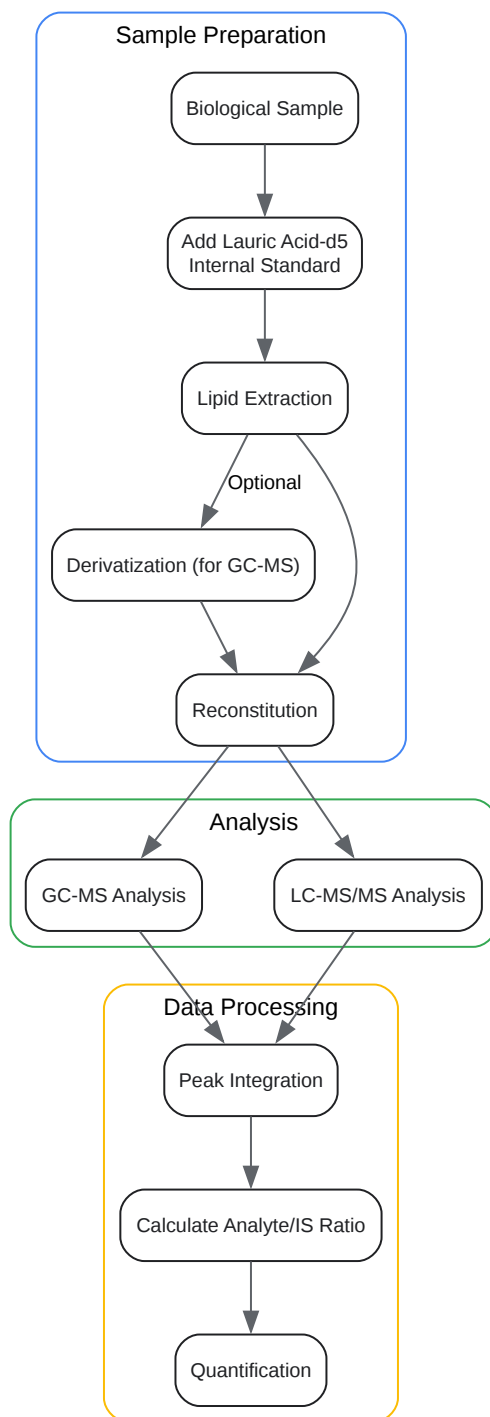 Sample Preparation
Biological Sample
Add Lauric Acid-d5
Internal Standard
Lipid Extraction
Optional
Derivatization (for GC-MS)
Reconstitution
Analysis
GC-MS Analysis
LC-MS/MS Analysis
Data Processing
Peak Integration
Calculate Analyte/IS Ratio
Quantification